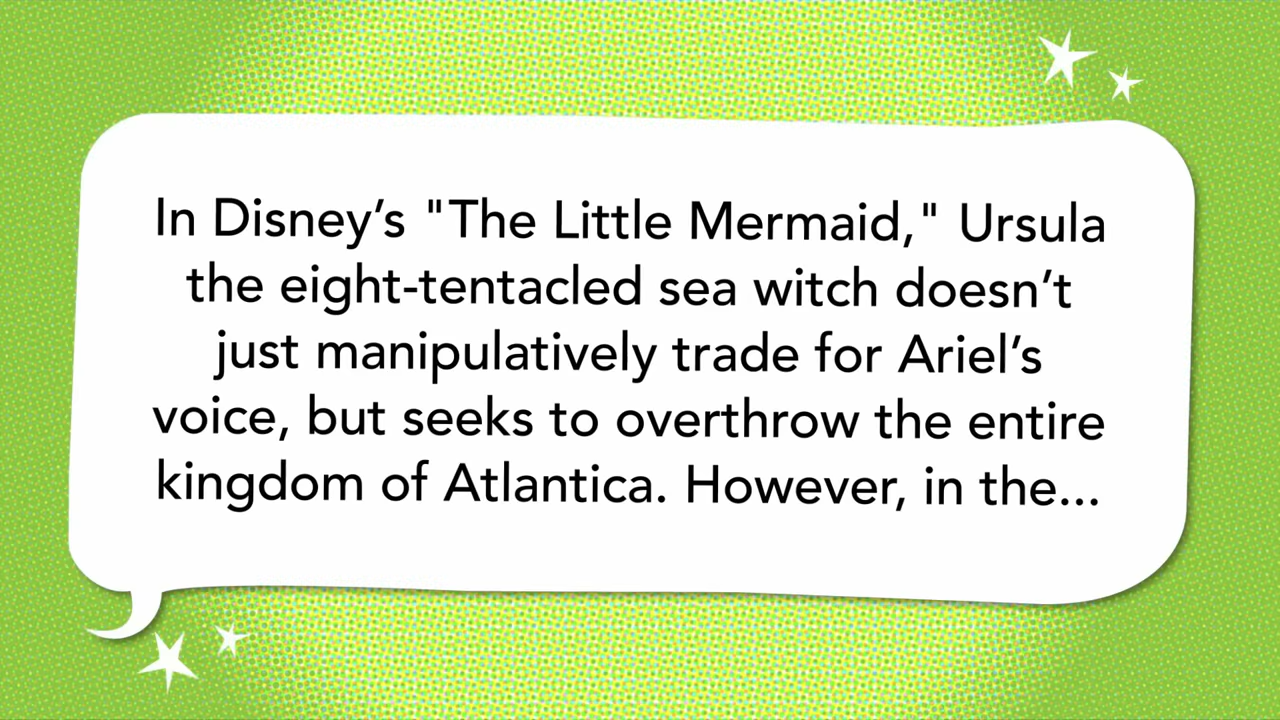 In Disney’s "The Little Mermaid," Ursula
the eight-tentacled sea witch doesn’t
just manipulatively trade for Ariel’s
voice, but seeks to overthrow the entire
kingdom of Atlantica. However, in the...